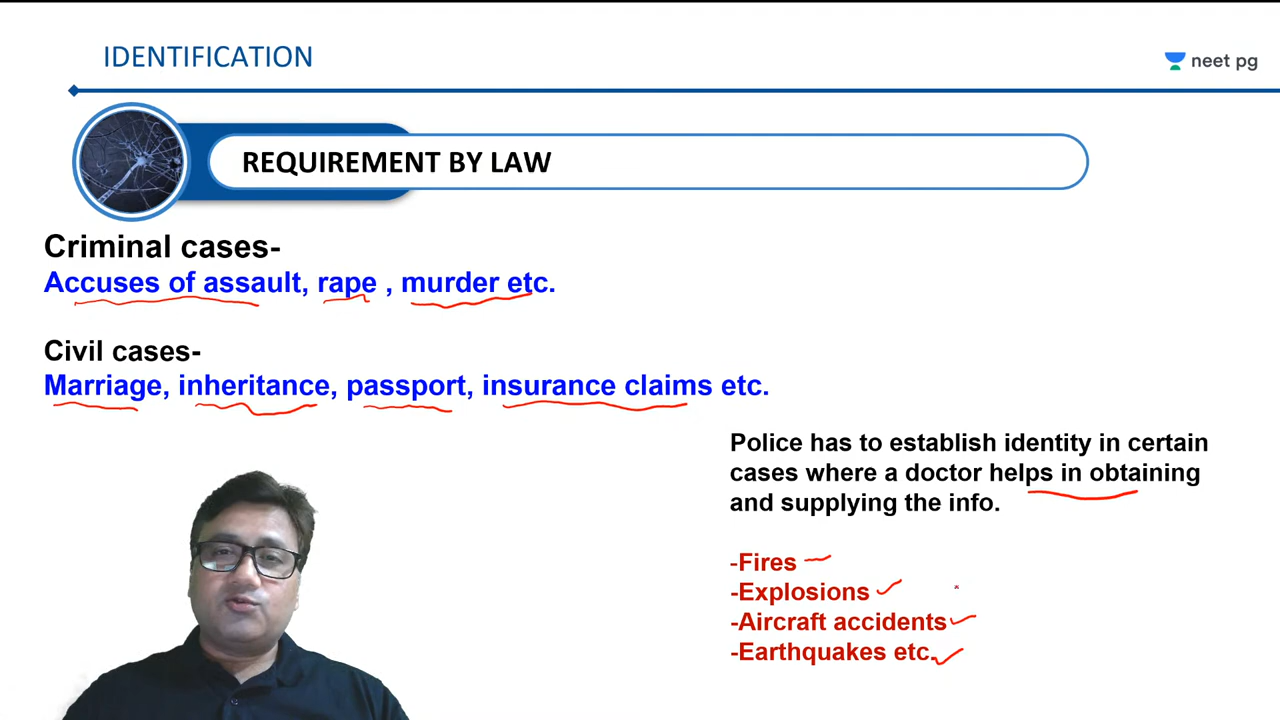 IDENTIFICATION
neet pg
REQUIREMENT BY LAW
Criminal cases-
Accuses of assault, rape , murder etc.
Civil cases-
Marriage, inheritance, passport, insurance claims etc.
Police has to establish identity in certain
cases where a doctor helps in obtaining
and supplying the info.
-Fires
-Explosions
-Aircraft accidents
-Earthquakes etc.